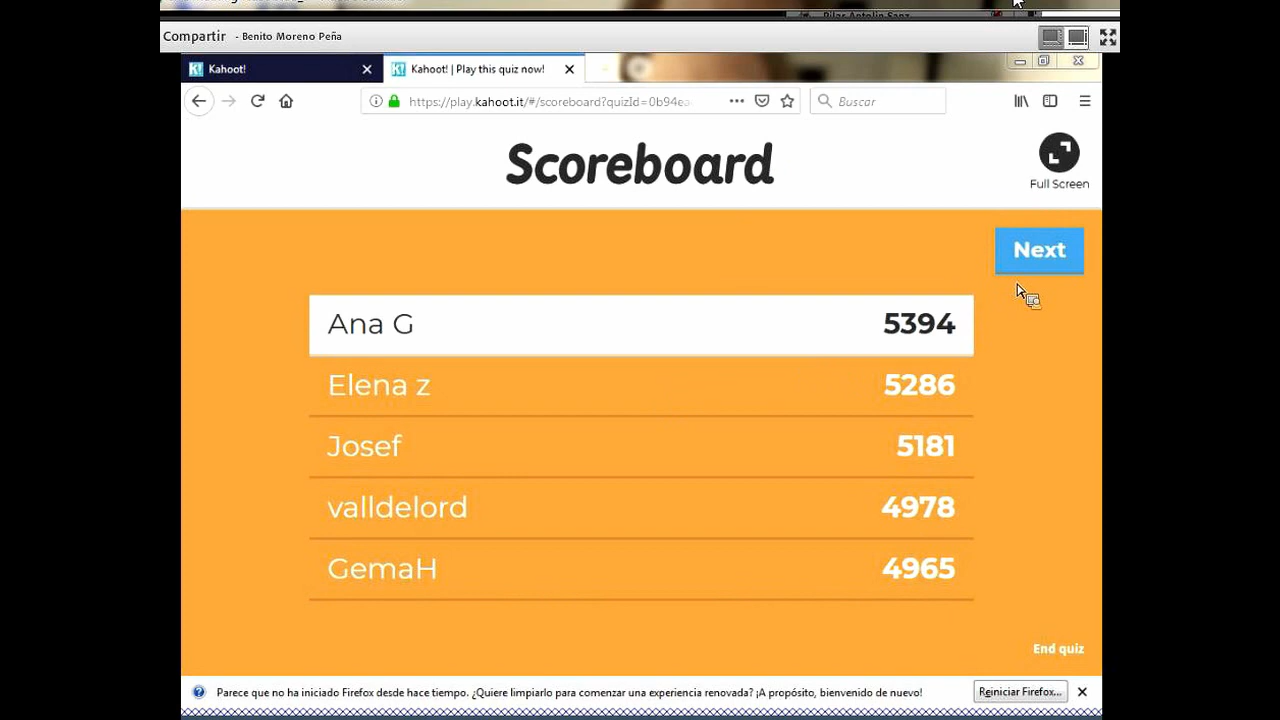 Compartir - Benito Moreno Peña
Kahoot!
Kahoot! | Play this quiz now!
https://play.kahoot.it/#/scoreboard?quizId=0b94e
Buscar
Scoreboard
Full Screen
Next
Ana G 5394
Elena z 5286
Josef 5181
valldelord 4978
GemaH 4965
End quiz
Parece que no ha iniciado Firefox desde hace tiempo. ¿Quiere limpiarlo para comenzar una experiencia renovada? ¡A propósito, bienvenido de nuevo!
Reiniciar Firefox...